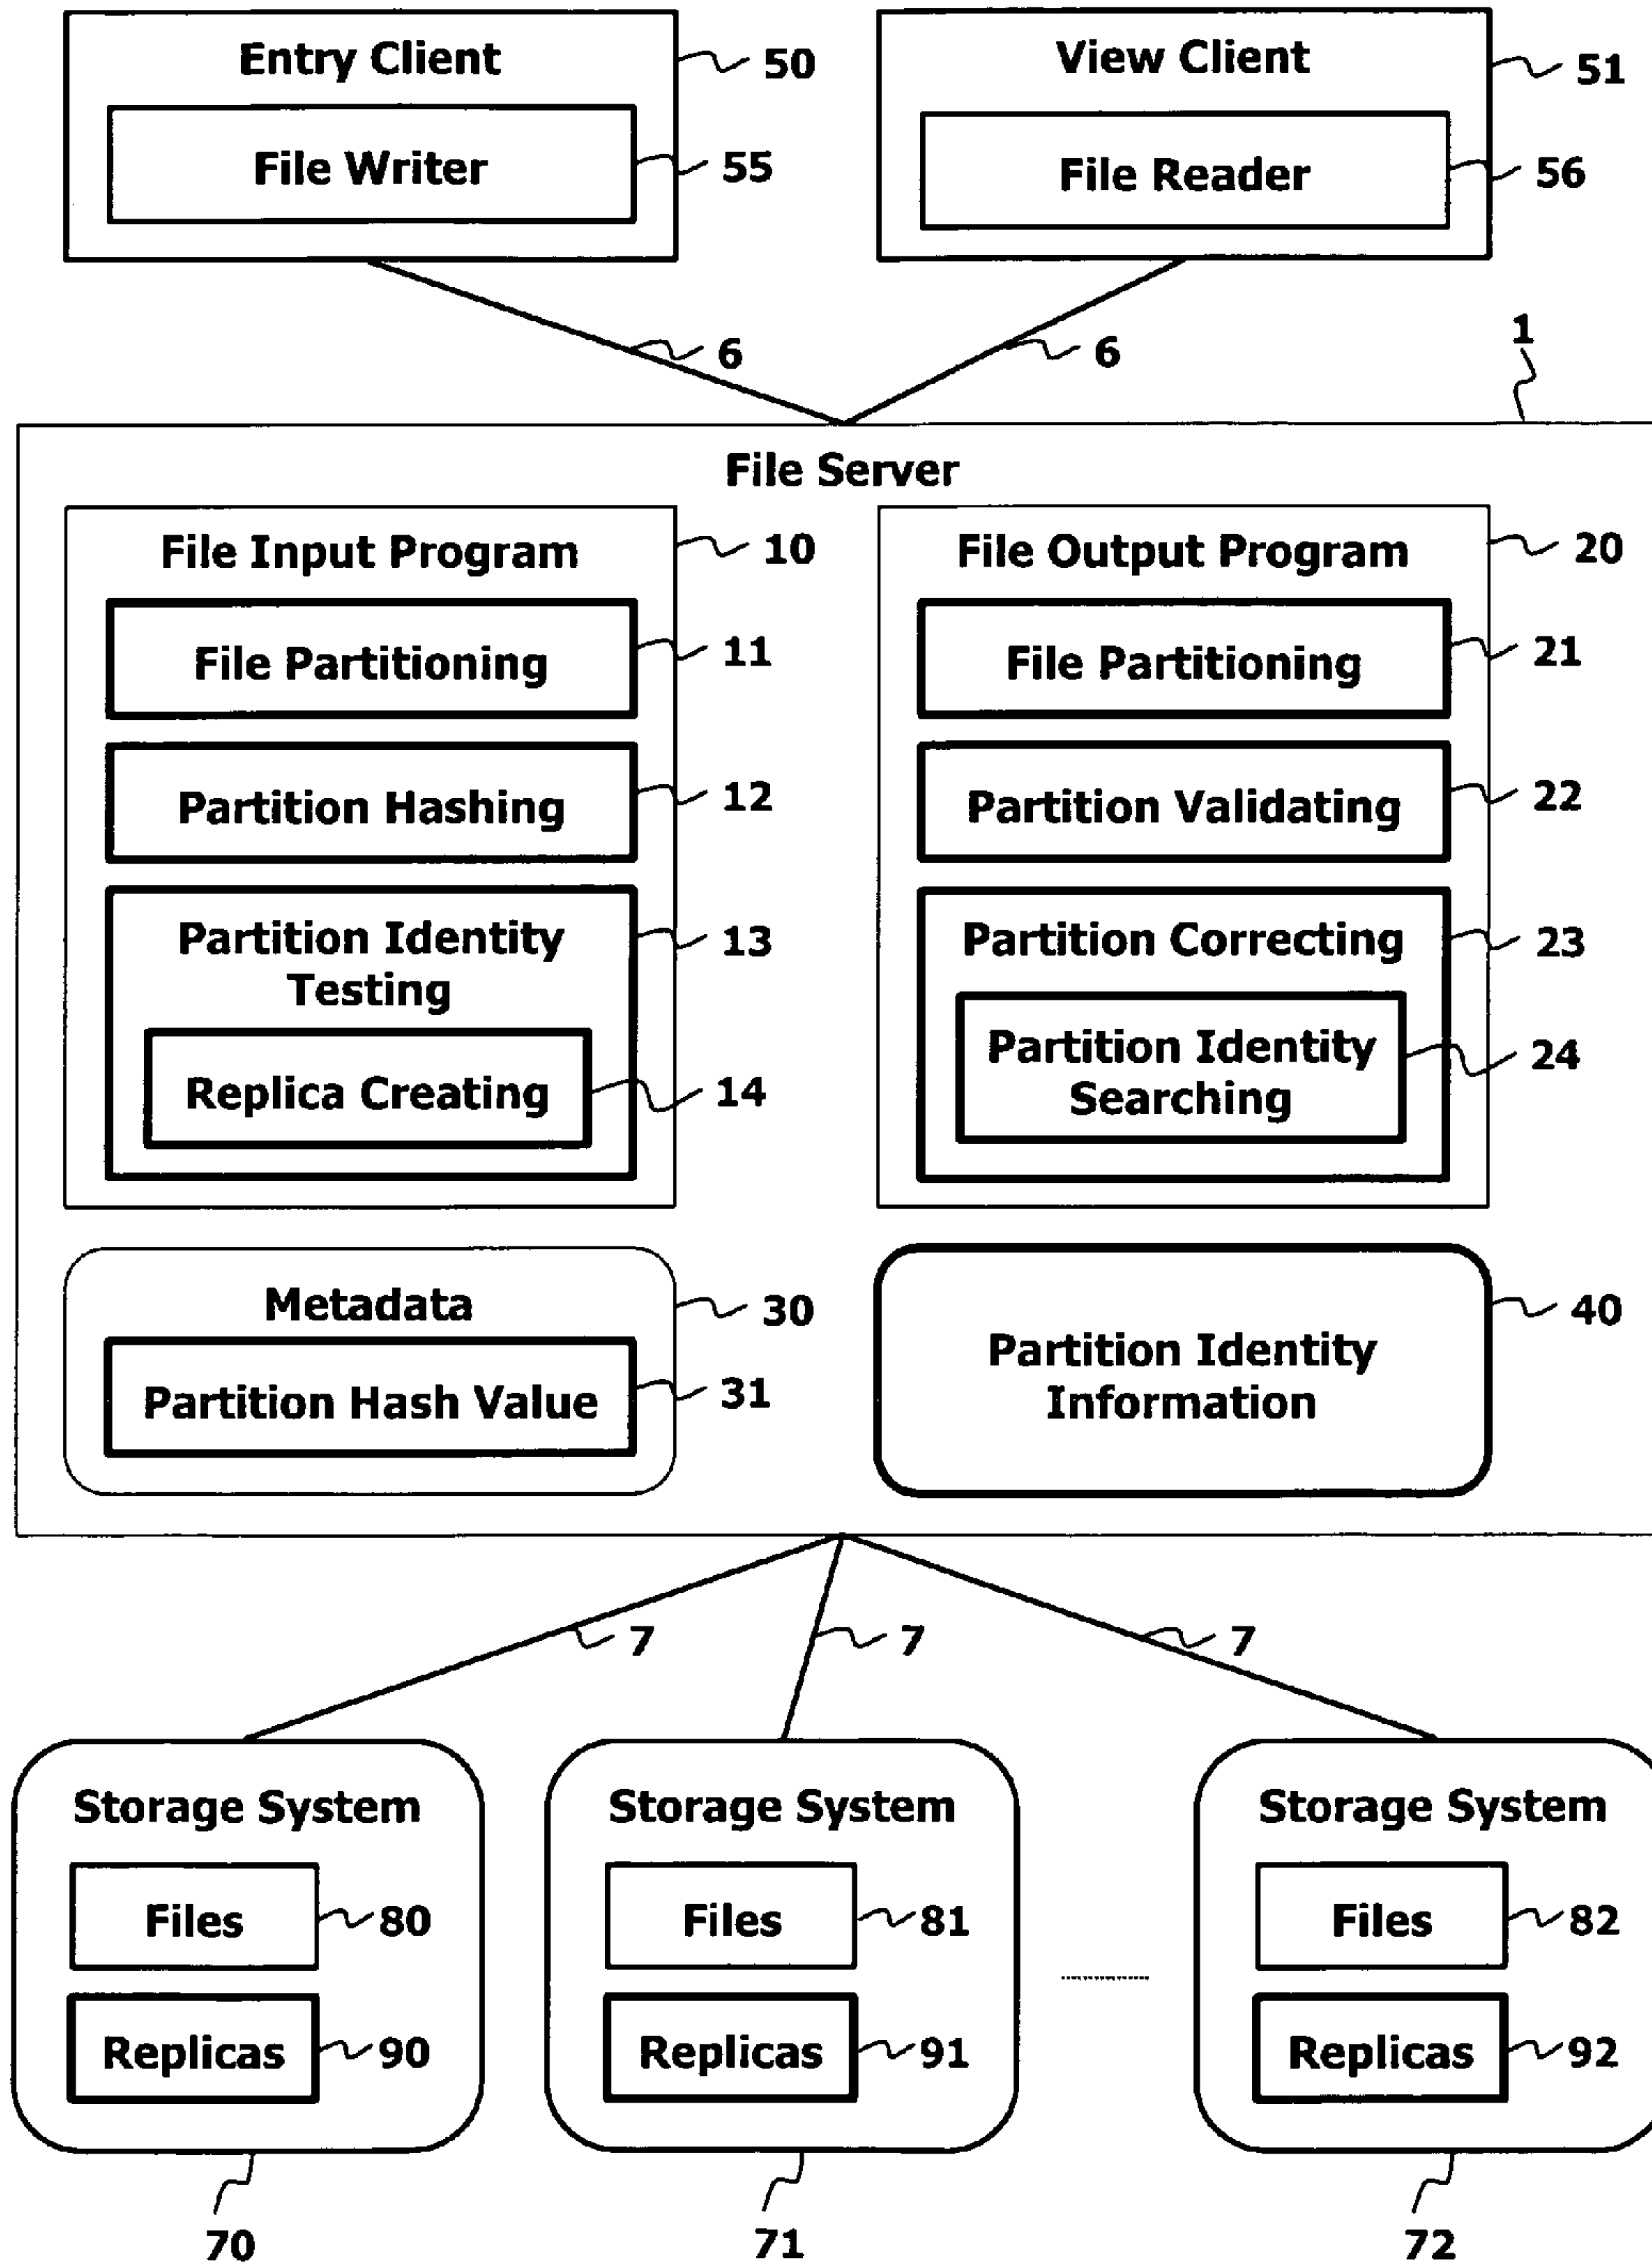 Entry Client
50
File Writer
55
View Client
51
File Reader
56
6
6
1
File Server
File Input Program
10
File Partitioning
11
Partition Hashing
12
Partition Identity
Testing
13
Replica Creating
14
File Output Program
20
File Partitioning
21
Partition Validating
22
Partition Correcting
23
Partition Identity
Searching
24
Metadata
30
Partition Hash Value
31
Partition Identity
Information
40
7
7
7
Storage System
Files
80
Replicas
90
70
Storage System
Files
81
Replicas
91
71
Storage System
Files
82
Replicas
92
72